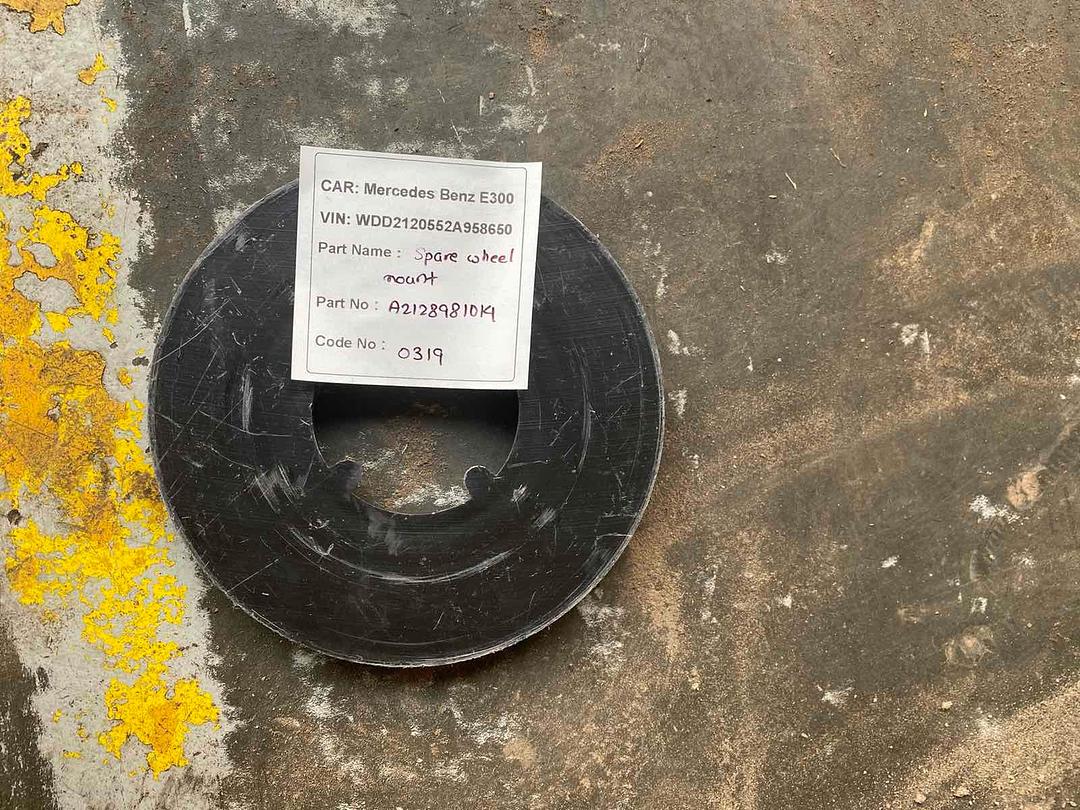 CAR: Mercedes Benz E300
VIN: WDD2120552A958650
Part Name : Spare wheel
mount
Part No : A2128981014
Code No : 0319